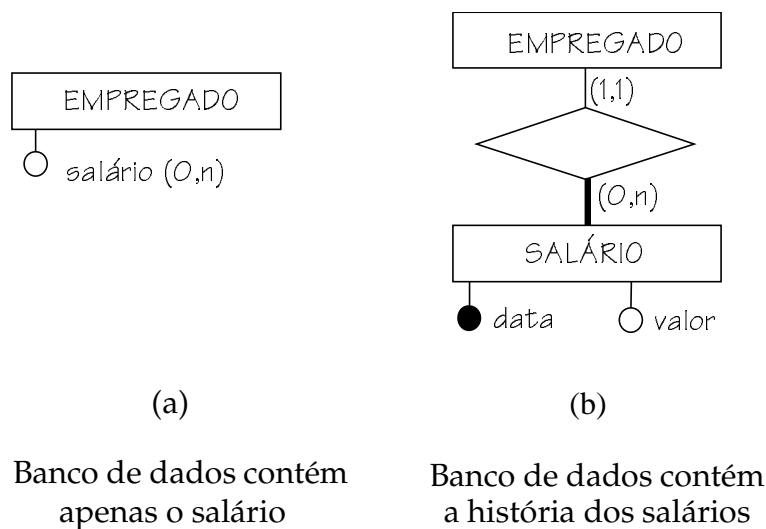 EMPREGADO
salário (0,n)
(a)
Banco de dados contém
apenas o salário
EMPREGADO
(1,1)
(0,n)
SALÁRIO
data
valor
(b)
Banco de dados contém
a história dos salários